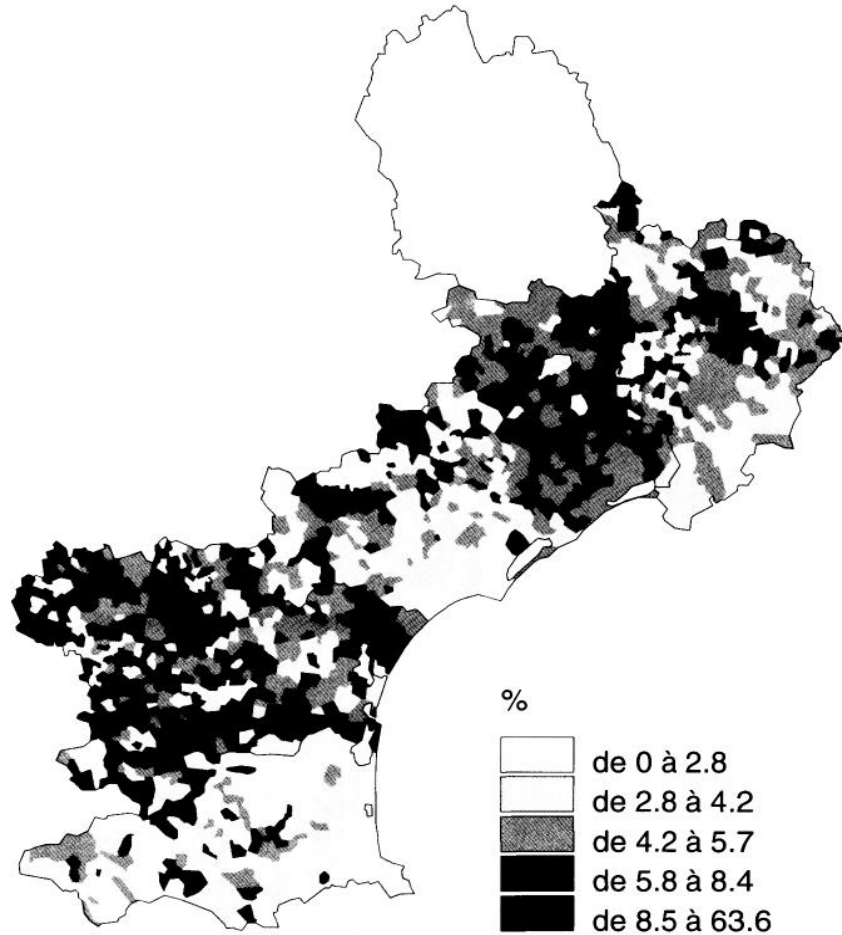 %
de 0 à 2.8
de 2.8 à 4.2
de 4.2 à 5.7
de 5.8 à 8.4
de 8.5 à 63.6